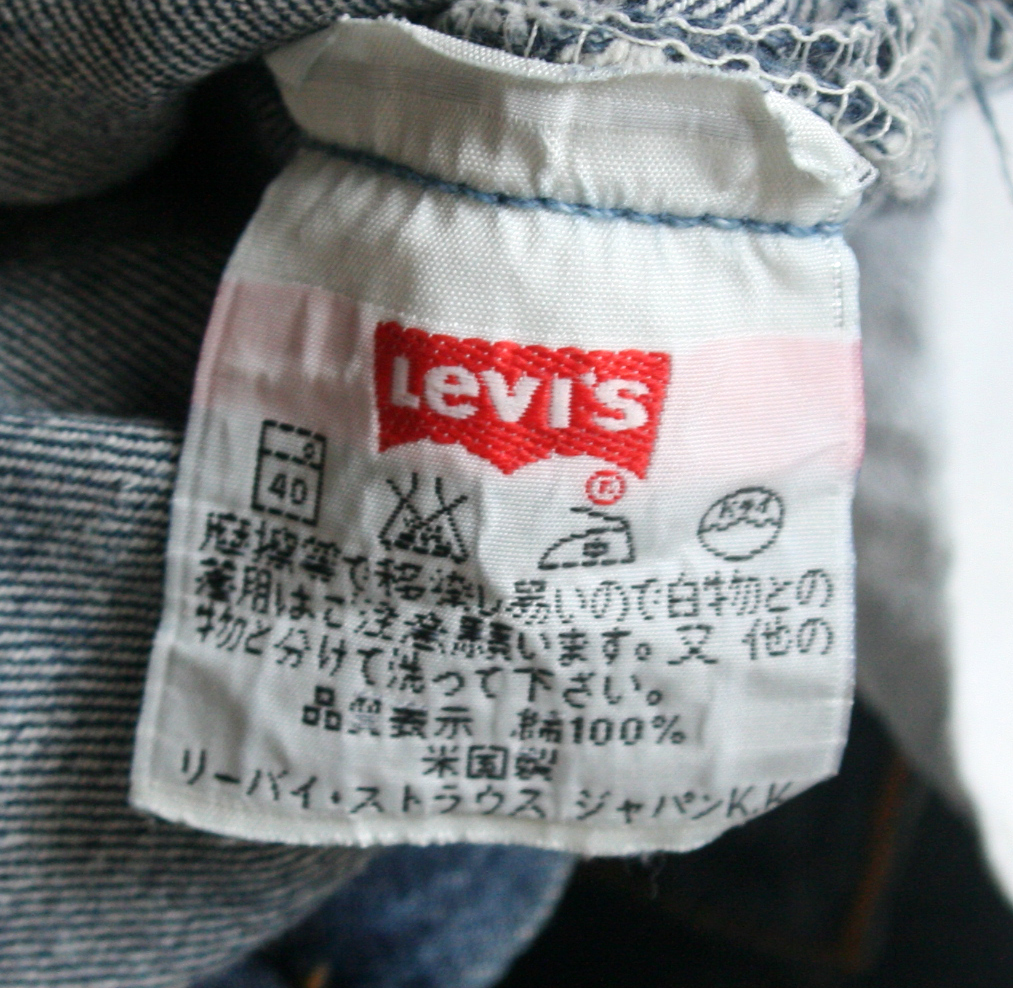 LEVI'S
®
40 ドライ
摩擦等で移染し易いので白物との
着用はご注意願います。又 他の
物と分けて洗って下さい。
品質表示 綿100%
米国製
リーバイ・ストラウス ジャパンK.K.